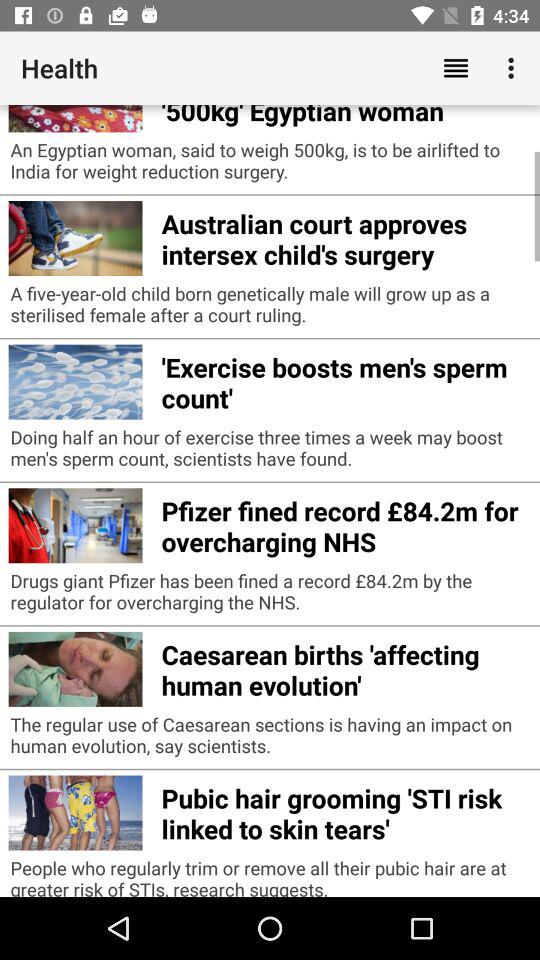 4:34
Health
'500kg' Egyptian woman
An Egyptian woman, said to weigh 500kg, is to be airlifted to
India for weight reduction surgery.
Australian court approves
intersex child's surgery
A five-year-old child born genetically male will grow up as a
sterilised female after a court ruling.
'Exercise boosts men's sperm
count'
Doing half an hour of exercise three times a week may boost
men's sperm count, scientists have found.
Pfizer fined record £84.2m for
overcharging NHS
Drugs giant Pfizer has been fined a record £84.2m by the
regulator for overcharging the NHS.
Caesarean births 'affecting
human evolution'
The regular use of Caesarean sections is having an impact on
human evolution, say scientists.
Pubic hair grooming 'STI risk
linked to skin tears'
People who regularly trim or remove all their pubic hair are at
greater risk of STIs, research suggests.